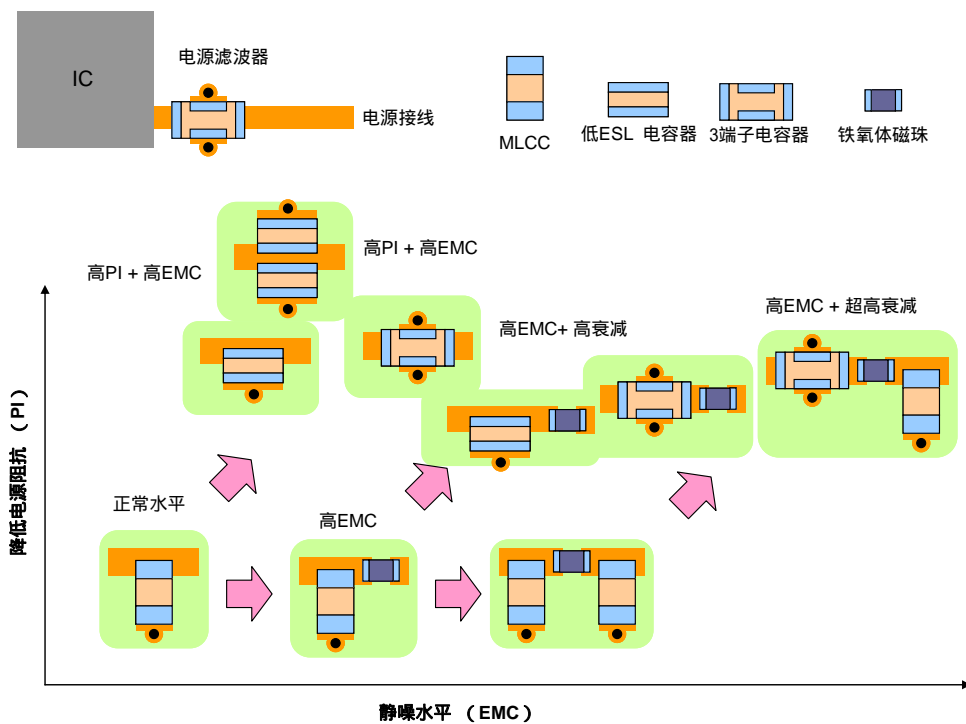 IC
电源滤波器
电源接线
MLCC
低ESL 电容器
3端子电容器
铁氧体磁珠
高PI + 高EMC
高PI + 高EMC
高EMC+ 高衰减
高EMC + 超高衰减
正常水平
高EMC
降低电源阻抗 (PI)
静噪水平 (EMC)